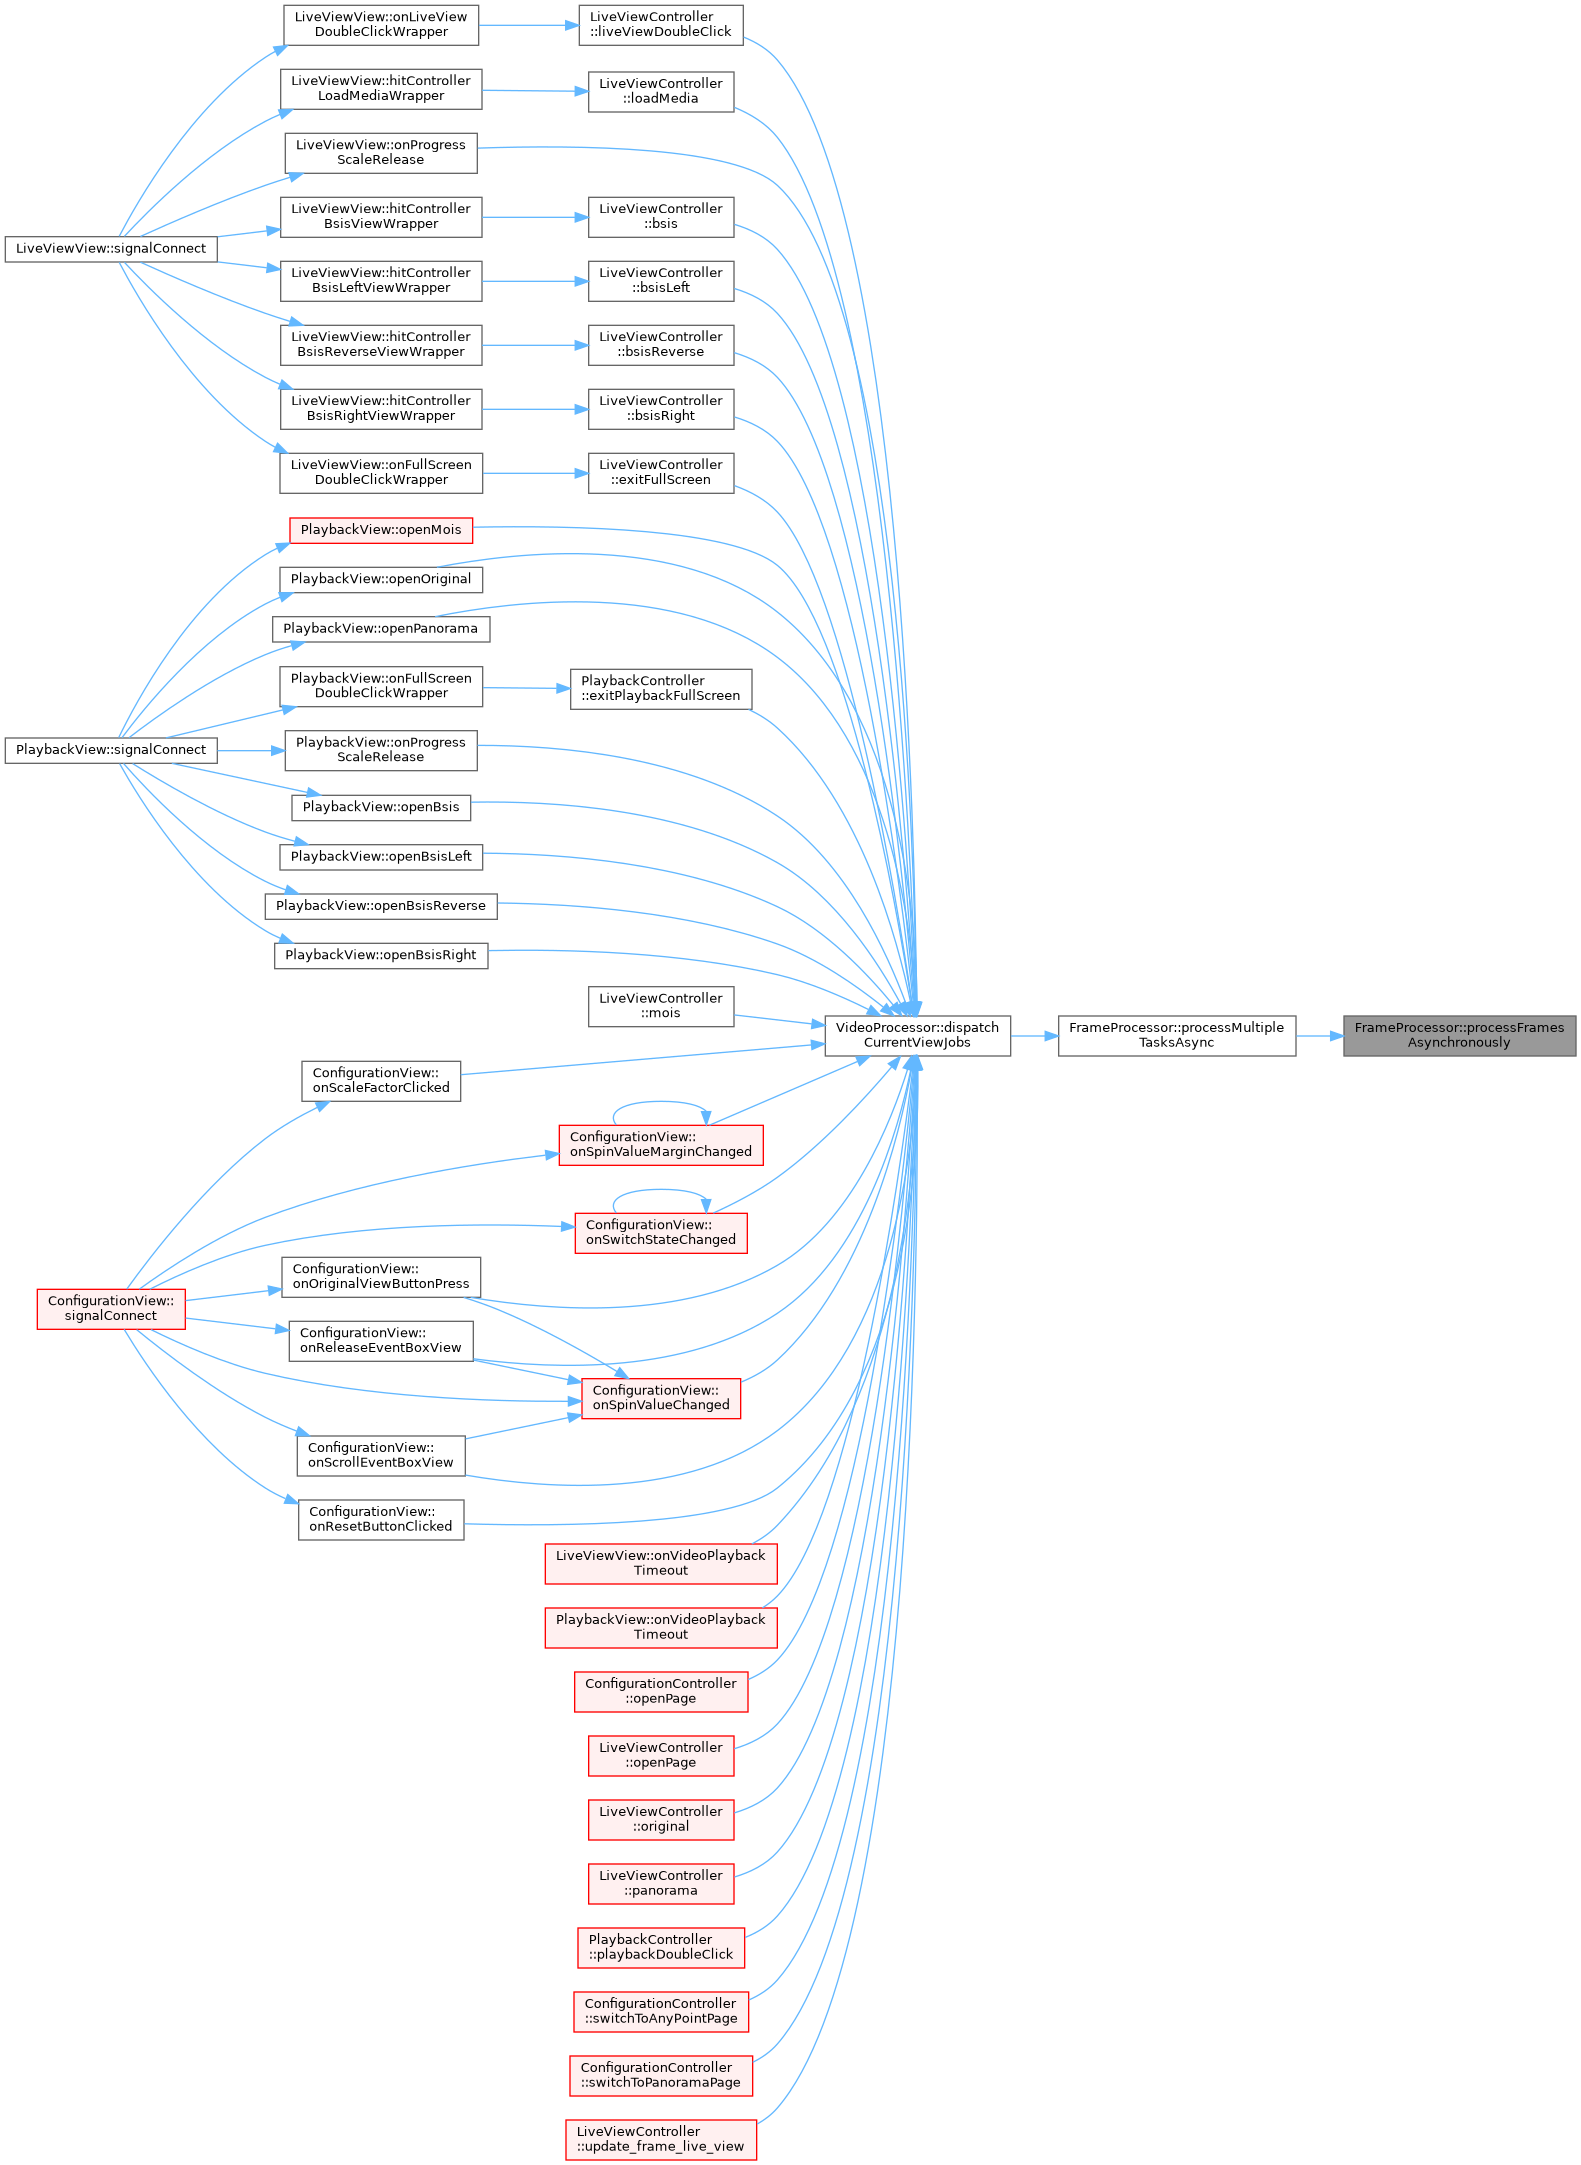 LiveViewView::onLiveView
DoubleClickWrapper
LiveViewController
::liveViewDoubleClick
LiveViewView::hitController
LoadMediaWrapper
LiveViewController
::loadMedia
LiveViewView::onProgress
ScaleRelease
LiveViewView::hitController
BsisViewWrapper
LiveViewController
::bsis
LiveViewView::signalConnect
LiveViewView::hitController
BsisLeftViewWrapper
LiveViewController
::bsisLeft
LiveViewView::hitController
BsisReverseViewWrapper
LiveViewController
::bsisReverse
LiveViewView::hitController
BsisRightViewWrapper
LiveViewController
::bsisRight
LiveViewView::onFullScreen
DoubleClickWrapper
LiveViewController
::exitFullScreen
PlaybackView::openMois
PlaybackView::openOriginal
PlaybackView::openPanorama
PlaybackView::onFullScreen
DoubleClickWrapper
PlaybackController
::exitPlaybackFullScreen
PlaybackView::signalConnect
PlaybackView::onProgress
ScaleRelease
PlaybackView::openBsis
PlaybackView::openBsisLeft
PlaybackView::openBsisReverse
PlaybackView::openBsisRight
LiveViewController
::mois
VideoProcessor::dispatch
CurrentViewJobs
FrameProcessor::processMultiple
TasksAsync
FrameProcessor::processFrames
Asynchronously
ConfigurationView::
onScaleFactorClicked
ConfigurationView::
onSpinValueMarginChanged
ConfigurationView::
onSwitchStateChanged
ConfigurationView::
onOriginalViewButtonPress
ConfigurationView::
signalConnect
ConfigurationView::
onReleaseEventBoxView
ConfigurationView::
onSpinValueChanged
ConfigurationView::
onScrollEventBoxView
ConfigurationView::
onResetButtonClicked
LiveViewView::onVideoPlayback
Timeout
PlaybackView::onVideoPlayback
Timeout
ConfigurationController
::openPage
LiveViewController
::openPage
LiveViewController
::original
LiveViewController
::panorama
PlaybackController
::playbackDoubleClick
ConfigurationController
::switchToAnyPointPage
ConfigurationController
::switchToPanoramaPage
LiveViewController
::update_frame_live_view